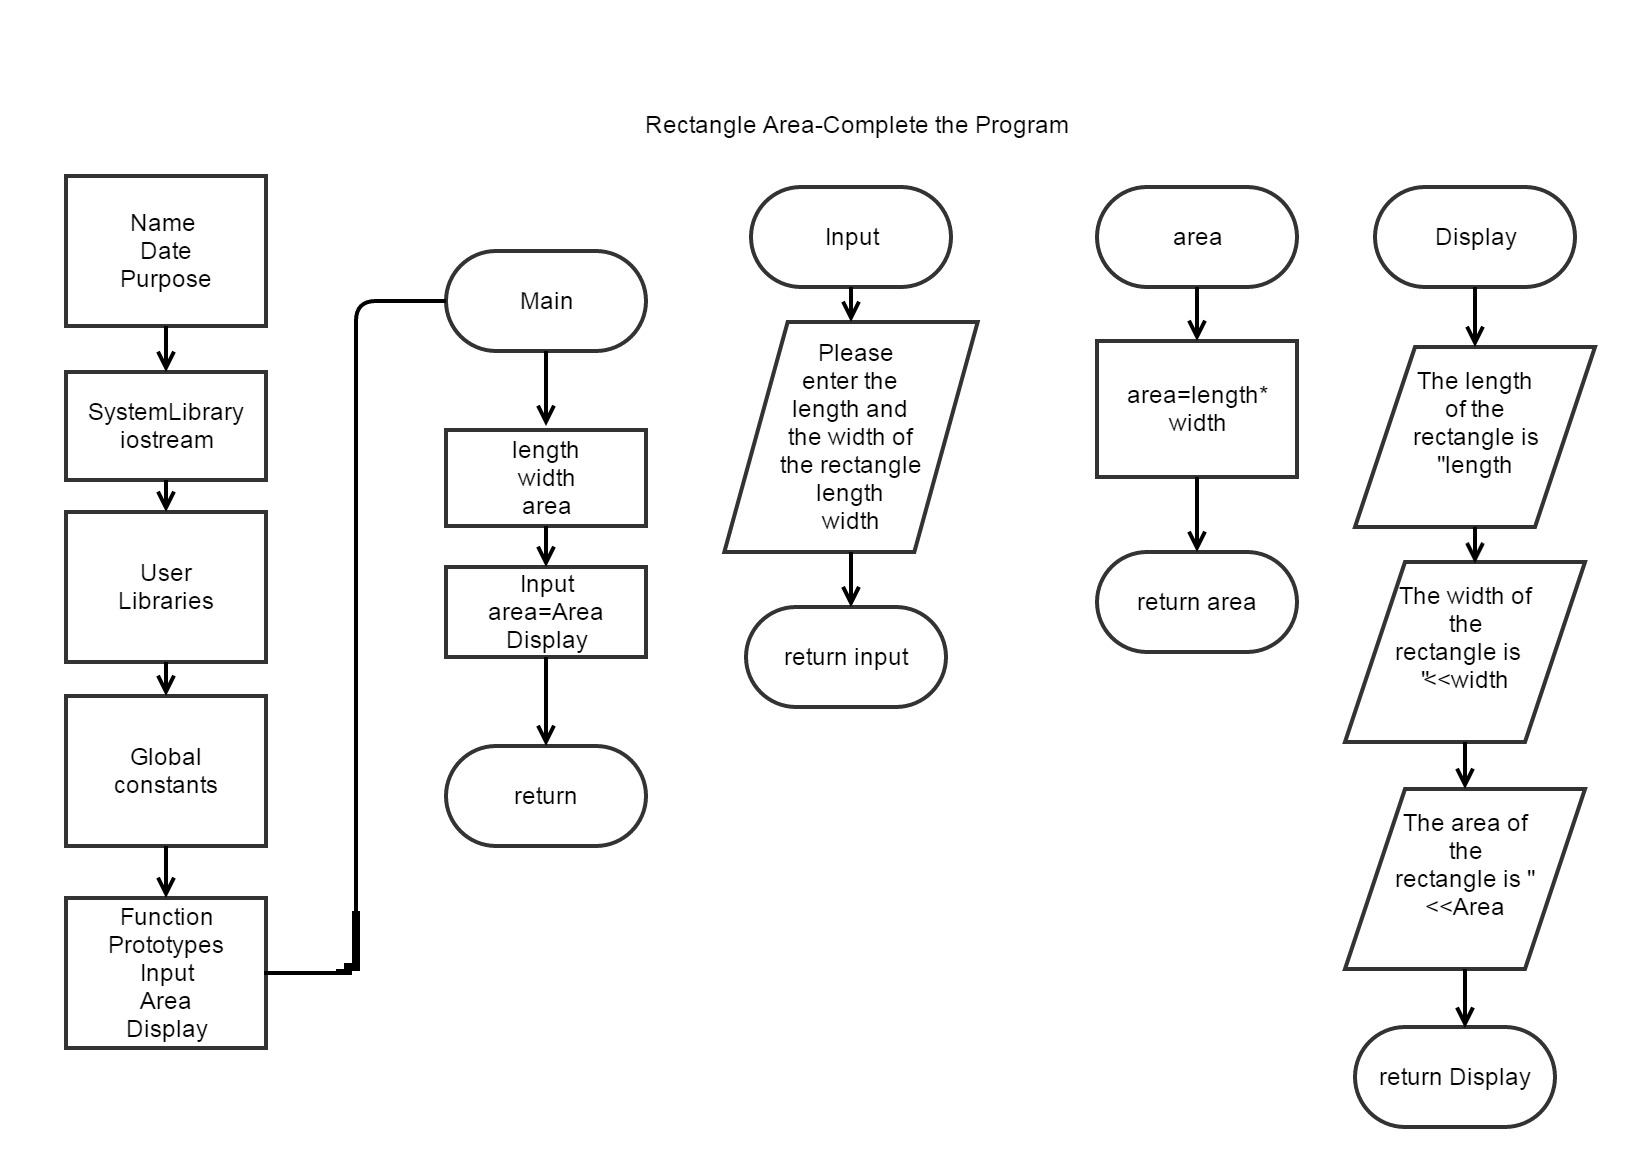 Rectangle Area-Complete the Program
Name
Date
Purpose
SystemLibrary
iostream
User
Libraries
Global
constants
Function
Prototypes
Input
Area
Display
Main
length
width
area
Input
area=Area
Display
return
Input
Please
enter the
length and
the width of
the rectangle
length
width
return input
area
area=length*
width
return area
Display
The length
of the
rectangle is
"length
The width of
the
rectangle is
"<<width
The area of
the
rectangle is "
<<Area
return Display